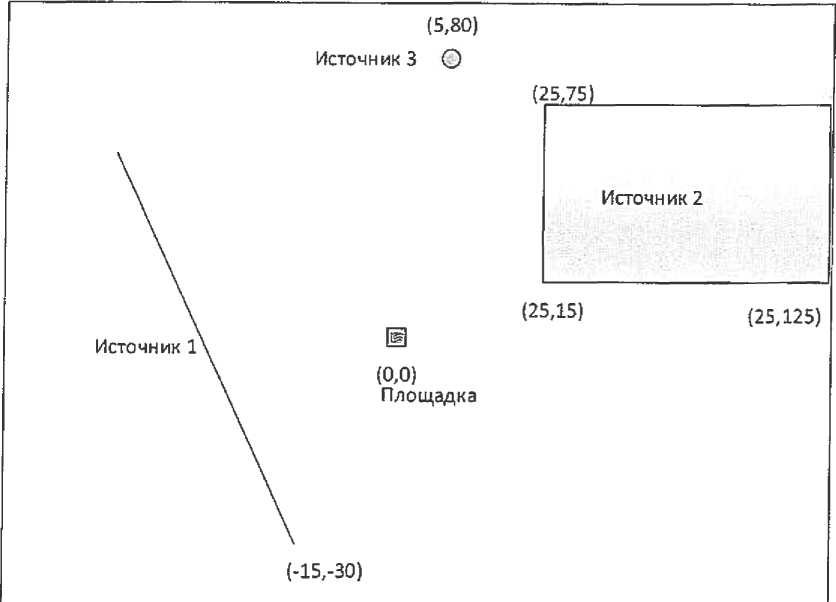 (5,80)
Источник 3
(25,75)
Источник 2
(25,15)
(25,125)
Источник 1
(0,0)
Площадка
(-15,-30)